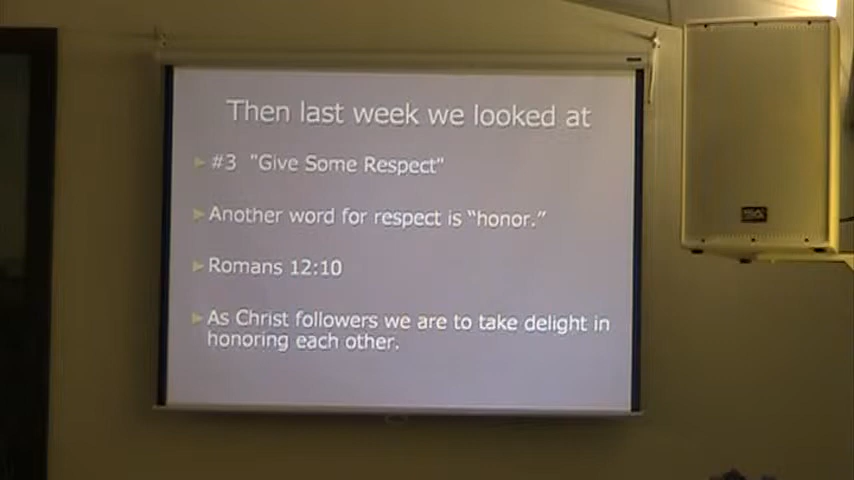 Then last week we looked at
#3 "Give Some Respect"
Another word for respect is “honor.”
Romans 12:10
As Christ followers we are to take delight in
honoring each other.